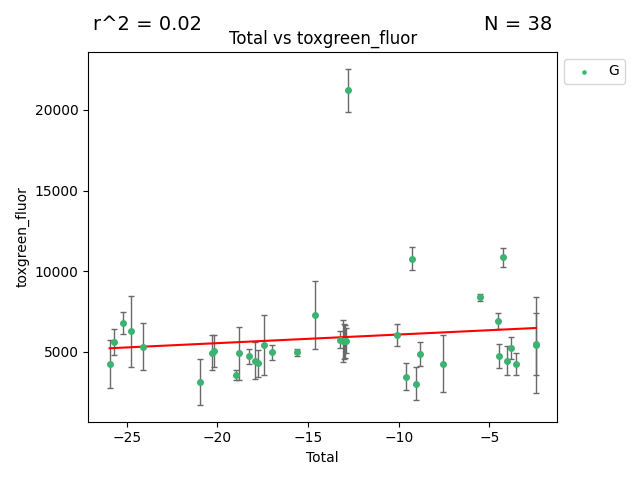 r^2 = 0.02
N = 38
Total vs toxgreen_fluor
G
20000
15000
10000
5000
toxgreen_fluor
−25
−20
−15
−10
−5
Total